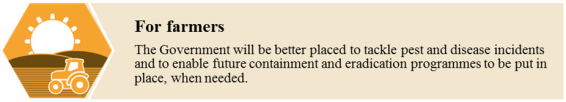 For farmers
The Government will be better placed to tackle pest and disease incidents
and to enable future containment and eradication programmes to be put in
place, when needed.